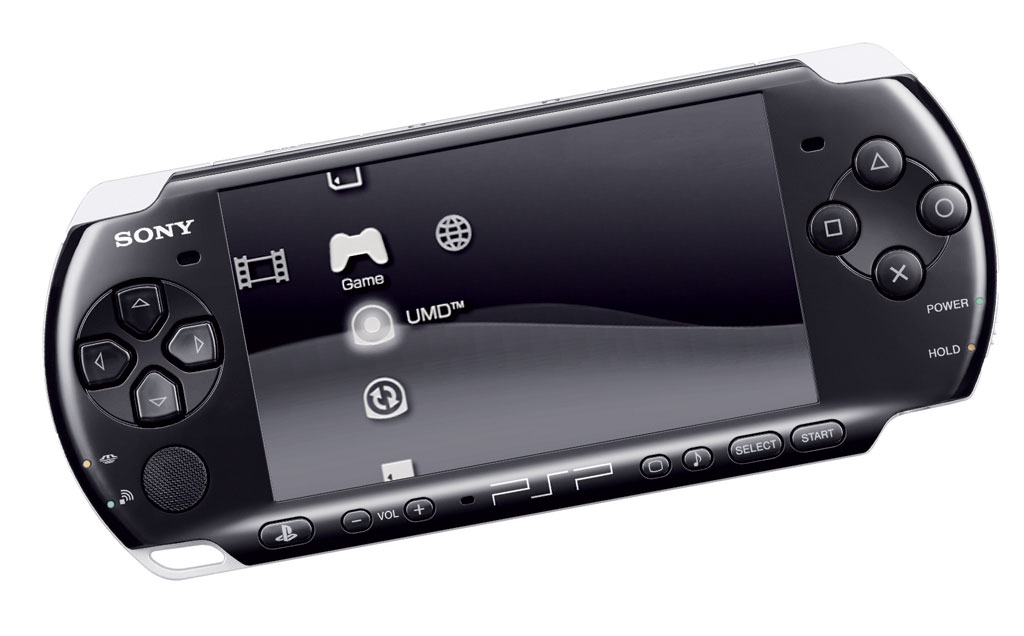 SONY
Game
UMD™
POWER
HOLD
VOL
PSP
SELECT
START